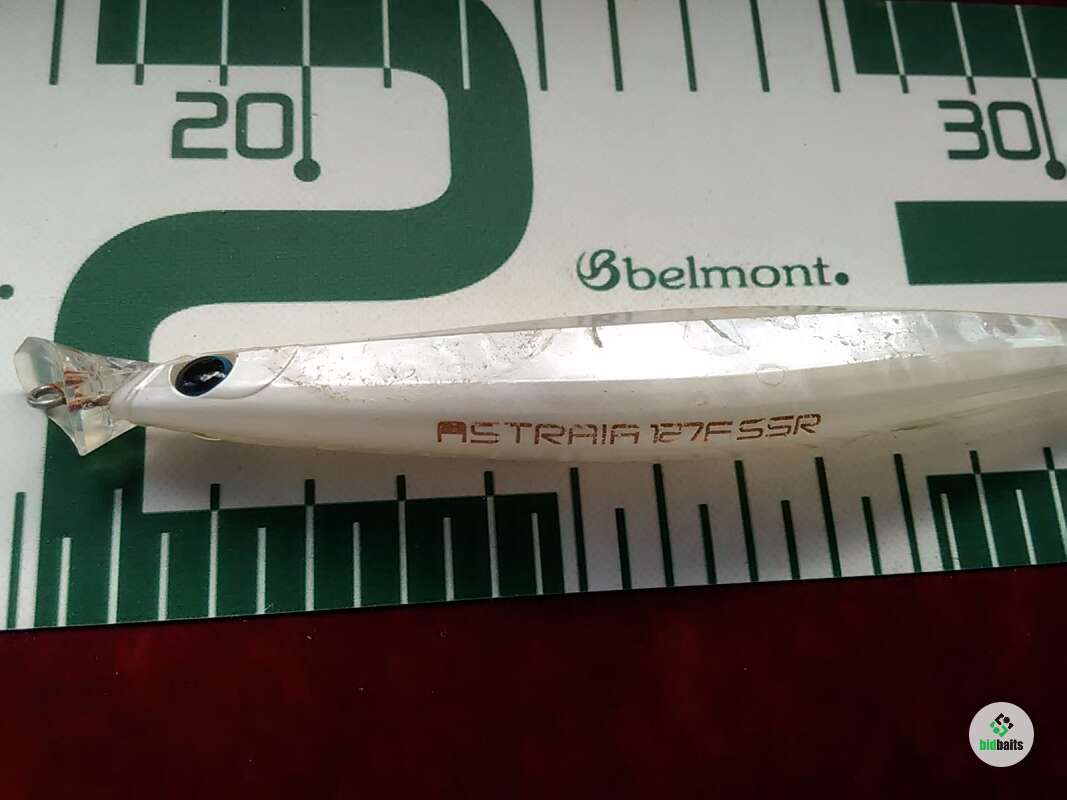 20
30
belmont.
ASTRAIA 127F SSR
bidbaits